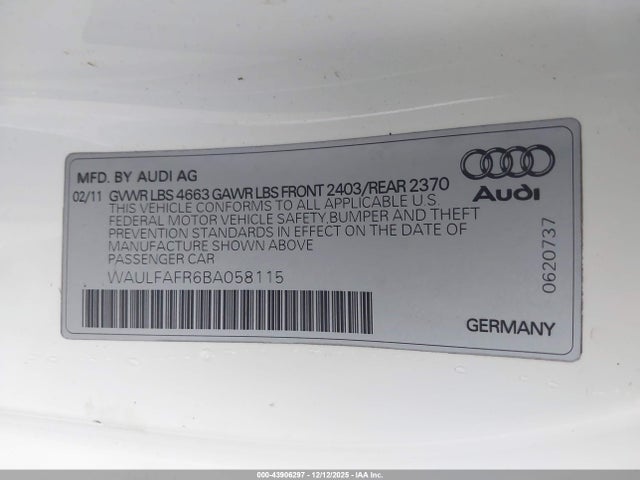 MFD. BY AUDI AG
02/11 GVWR LBS 4663 GAWR LBS FRONT 2403/REAR 2370
THIS VEHICLE CONFORMS TO ALL APPLICABLE U.S.
FEDERAL MOTOR VEHICLE SAFETY,BUMPER AND THEFT
PREVENTION STANDARDS IN EFFECT ON THE DATE OF
MANUFACTURE SHOWN ABOVE
PASSENGER CAR
WAULFAFR6BA058115
Audi
0620737
GERMANY
000-43906297 - 12/12/2025 - IAA Inc.